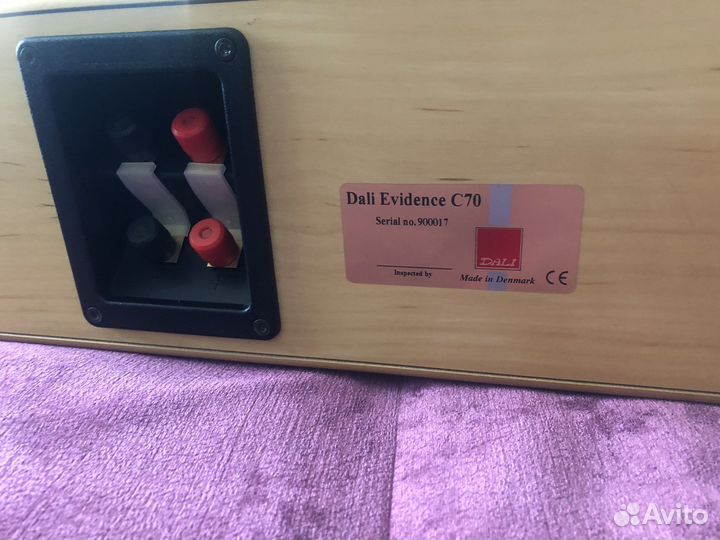 Dali Evidence C70
Serial no. 900017
DALI
Inspected by
Made in Denmark
CE
Avito